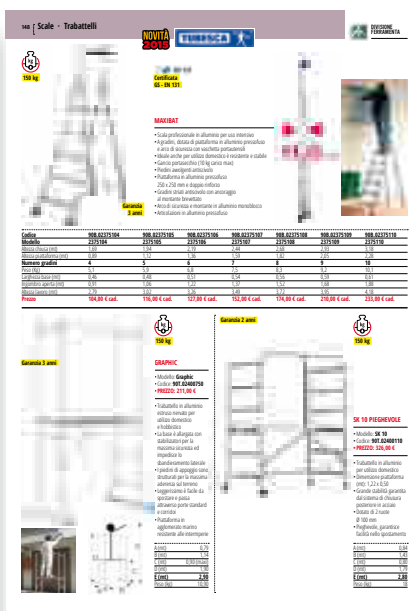 148 [ Scale · Trabattelli
DIVISIONE
FERRAMENTA
NOVITÀ
2015
150 kg
Certificata
GS - EN 131
MAXIBAT
• Scala professionale in alluminio per uso intensivo
• A gradini, dotata di piattaforma in alluminio pressofuso
e arco di sicurezza con vaschetta portautensili
• Ideale anche per utilizzo domestico è resistente e stabile
• Gancio portasecchio (10 kg carico max)
• Piedini avvolgenti antiscivolo
• Piattaforma in alluminio pressofuso
250 x 250 mm e doppio rinforzo
• Gradini striati antiscivolo con ancoraggio
al montante brevettato
• Arco di sicurezza e montante in alluminio monoblocco
• Articolazioni in alluminio pressofuso
Garanzia
3 anni
Codice 90B.02375104 90B.02375105 90B.02375106 90B.02375107 90B.02375108 90B.02375109 90B.02375110
Modello 2375104 2375105 2375106 2375107 2375108 2375109 2375110
Altezza chiusa (mt) 1,69 1,94 2,19 2,44 2,68 2,93 3,18
Altezza piattaforma (mt) 0,89 1,12 1,36 1,59 1,82 2,05 2,28
Numero gradini 4 5 6 7 8 9 10
Peso (Kg) 5,1 5,9 6,8 7,5 8,3 9,2 10,1
Larghezza base (mt) 0,46 0,49 0,51 0,54 0,56 0,59 0,61
Ingombro aperta (mt) 0,91 1,06 1,22 1,37 1,52 1,68 1,88
Altezza lavoro (mt) 2,79 3,02 3,26 3,49 3,72 3,95 4,18
Prezzo 104,00 € cad. 116,00 € cad. 127,00 € cad. 152,00 € cad. 174,00 € cad. 210,00 € cad. 233,00 € cad.
150 kg
Garanzia 3 anni
GRAPHIC
• Modello: Graphic
• Codice: 90T.02400750
• PREZZO: 211,00 €
• Trabattello in alluminio
estruso nervato per
utilizzo domestico
e hobbistico
• La base è allargata con
stabilizzatori per la
massima sicurezza ed
impedisce lo
sbandieramento laterale
• I piedini di appoggio sono
strutturati per la massima
aderenza sul terreno
• Leggerissimo è facile da
spostare e passa
attraverso porte standard
e corridoi
• Piattaforma in
agglomerato marino
resistente alle intemperie
A (mt) 0,79
B (mt) 1,14
C (mt) 0,90 (max)
D (mt) 1,90
E (mt) 2,90
Peso (kg) 10,30
Garanzia 2 anni
150 kg
SK 10 PIEGHEVOLE
• Modello: SK 10
• Codice: 90T.02400110
• PREZZO: 326,00 €
• Trabattello in alluminio
per utilizzo domestico
• Dimensione piattaforma
(mt): 1,22 x 0,50
• Grande stabilità garantita
dal sistema di chiusura
posteriore in acciaio
• Dotato di 2 ruote
Ø 100 mm
• Pieghevole, garantisce
facilità nello spostamento
A (mt) 0,84
B (mt) 1,43
C (mt) 0,80
D (mt) 1,79
E (mt) 2,80
Peso (kg) 18